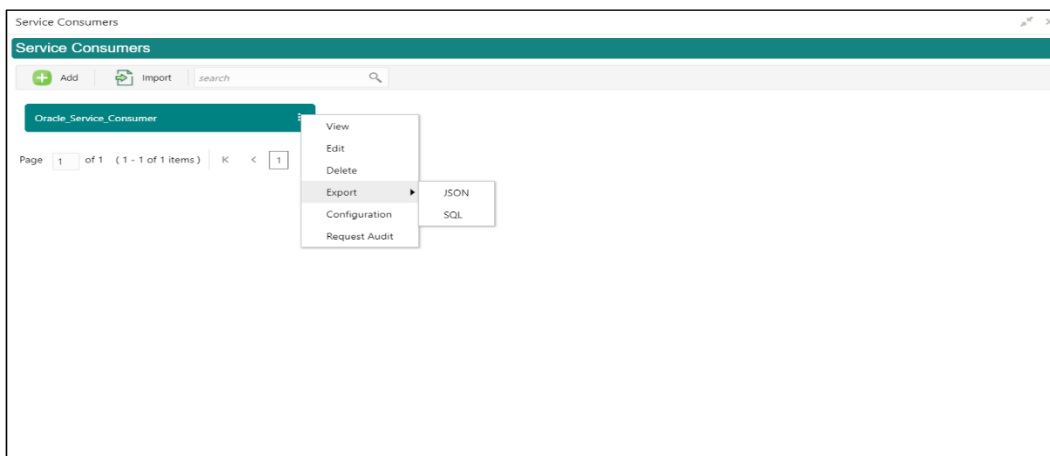 Service Consumers
Service Consumers
Add Import search
Oracle_Service_Consumer
Page 1 of 1 ( 1 - 1 of 1 items ) K < 1
View
Edit
Delete
Export JSON
Configuration SQL
Request Audit